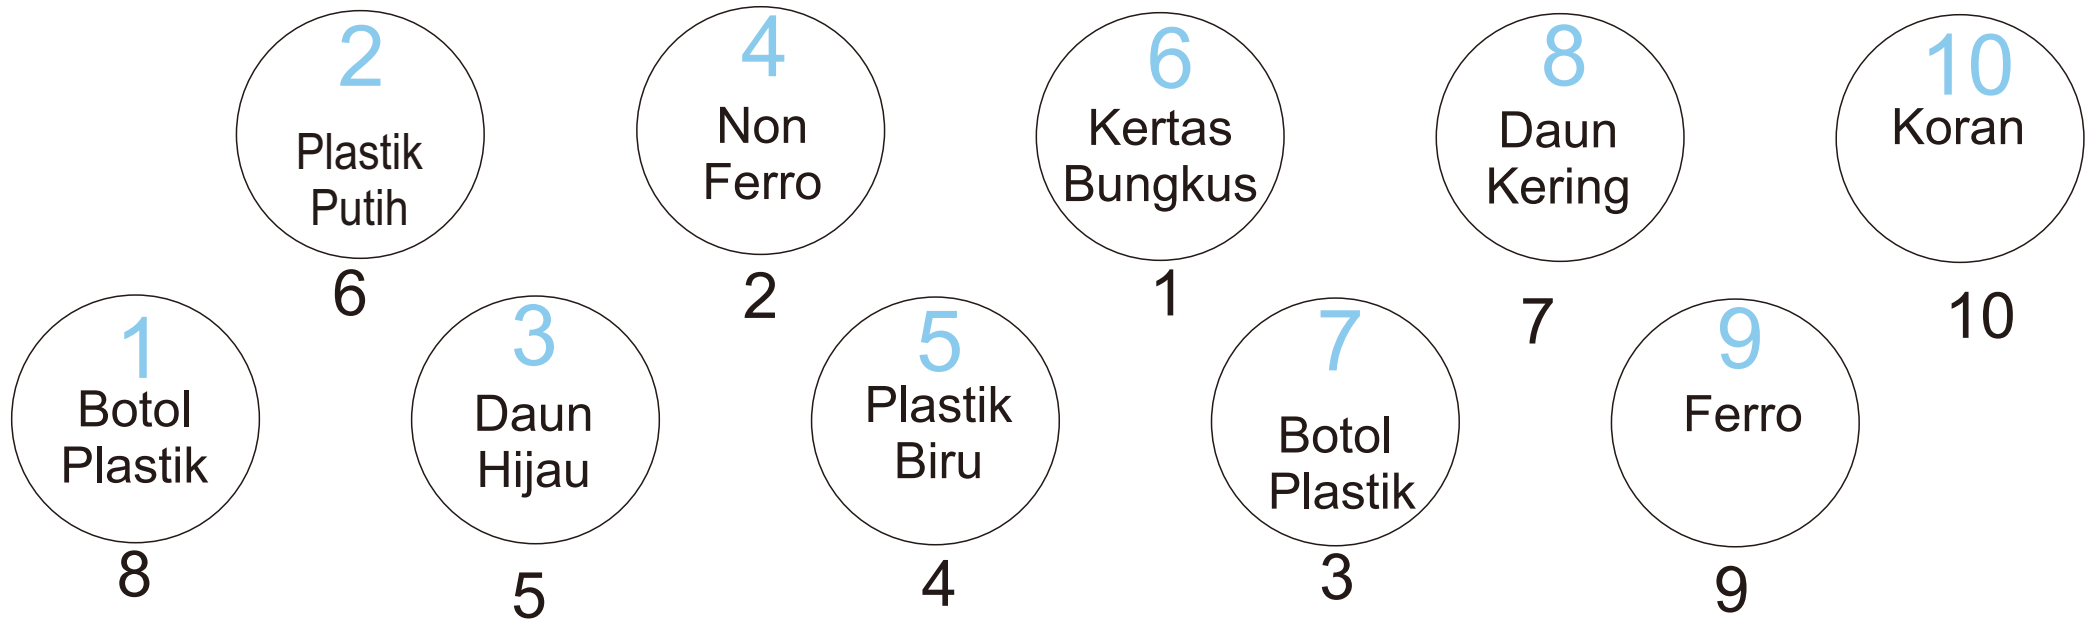 2
Plastik
Putih
6
4
Non
Ferro
2
6
Kertas
Bungkus
1
8
Daun
Kering
7
10
Koran
10
1
Botol
Plastik
8
3
Daun
Hijau
5
5
Plastik
Biru
4
7
Botol
Plastik
3
9
Ferro
9